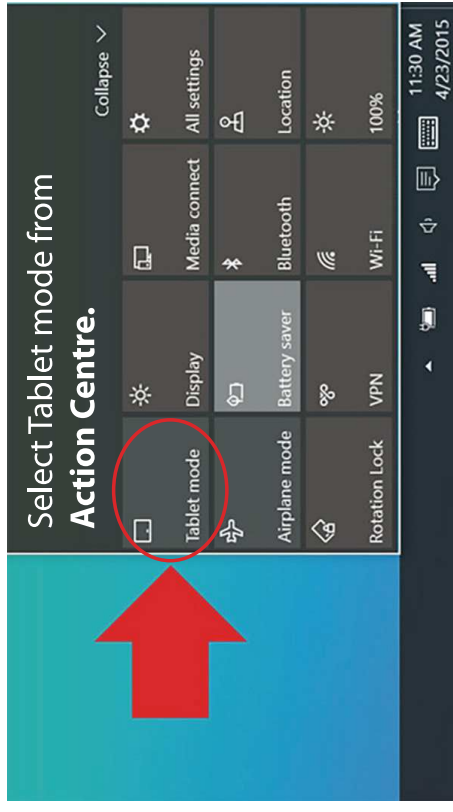 Select Tablet mode from
Action Centre.
Collapse
Tablet mode
Display
Media connect
All settings
Airplane mode
Battery saver
Bluetooth
Location
Rotation Lock
VPN
Wi-Fi
100%
11:30 AM
4/23/2015